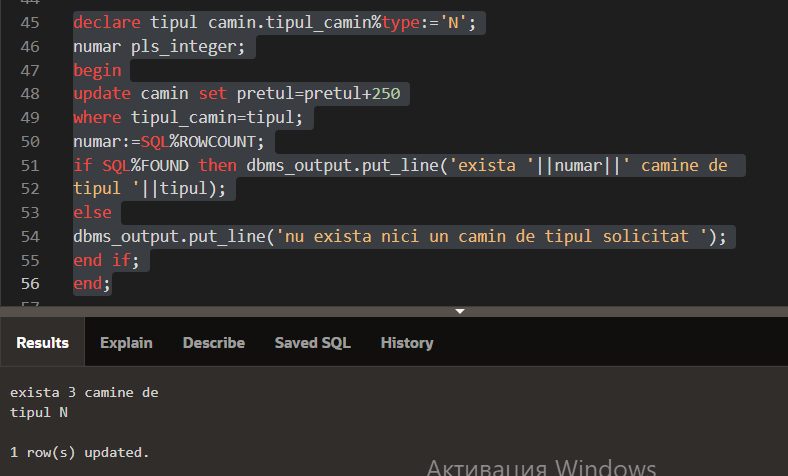 44
45 declare tipul camin.tipul_camin%type:='N';
46 numar pls_integer;
47 begin
48 update camin set pretul=pretul+250
49 where tipul_camin=tipul;
50 numar:=SQL%ROWCOUNT;
51 if SQL%FOUND then dbms_output.put_line('exista '||numar||' camine de
52 tipul '||tipul);
53 else
54 dbms_output.put_line('nu exista nici un camin de tipul solicitat ');
55 end if;
56 end;
57
Results Explain Describe Saved SQL History
exista 3 camine de
tipul N
1 row(s) updated.
Активация Windows